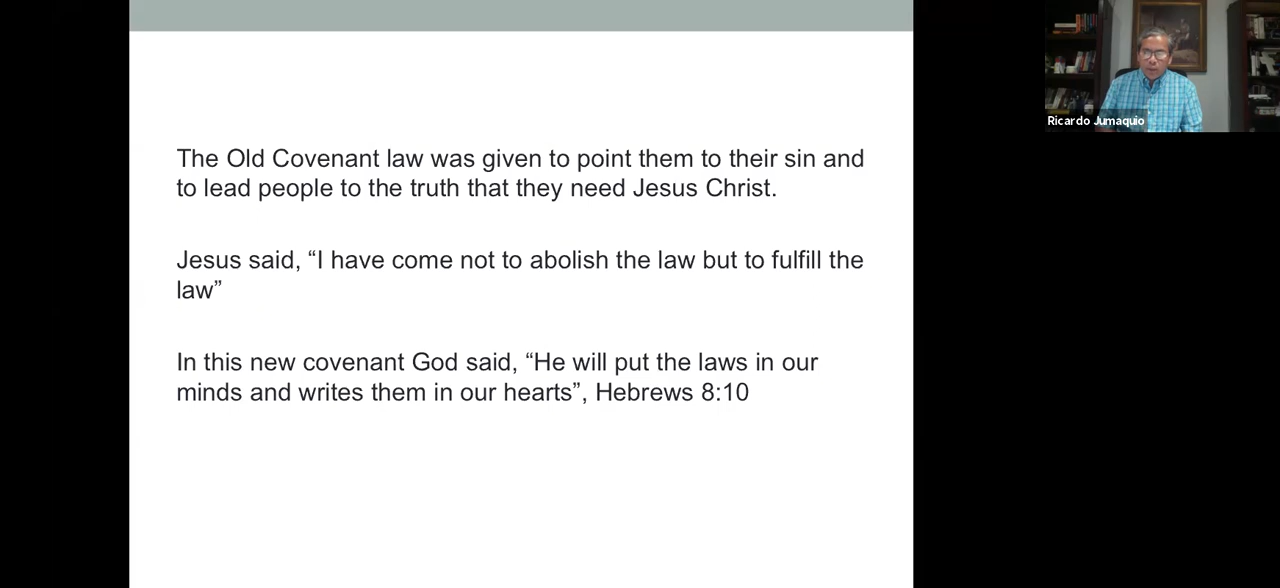 The Old Covenant law was given to point them to their sin and
to lead people to the truth that they need Jesus Christ.
Jesus said, “I have come not to abolish the law but to fulfill the
law”
In this new covenant God said, “He will put the laws in our
minds and writes them in our hearts”, Hebrews 8:10
Ricardo Jumaquio